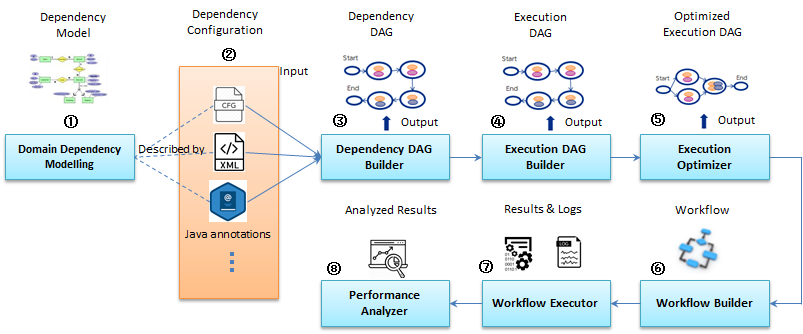 Dependency
Model
Dependency
Configuration
Dependency
DAG
Execution
DAG
Optimized
Execution DAG
②
Input
Start
End
Start
End
Start
End
CFG
①
③
Output
④
Output
⑤
Output
Domain Dependency
Modelling
Described by
XML
Dependency DAG
Builder
Execution DAG
Builder
Execution
Optimizer
@
Java annotations
Analyzed Results
Results & Logs
Workflow
LOG
⑧
⑦
⑥
Performance
Analyzer
Workflow Executor
Workflow Builder